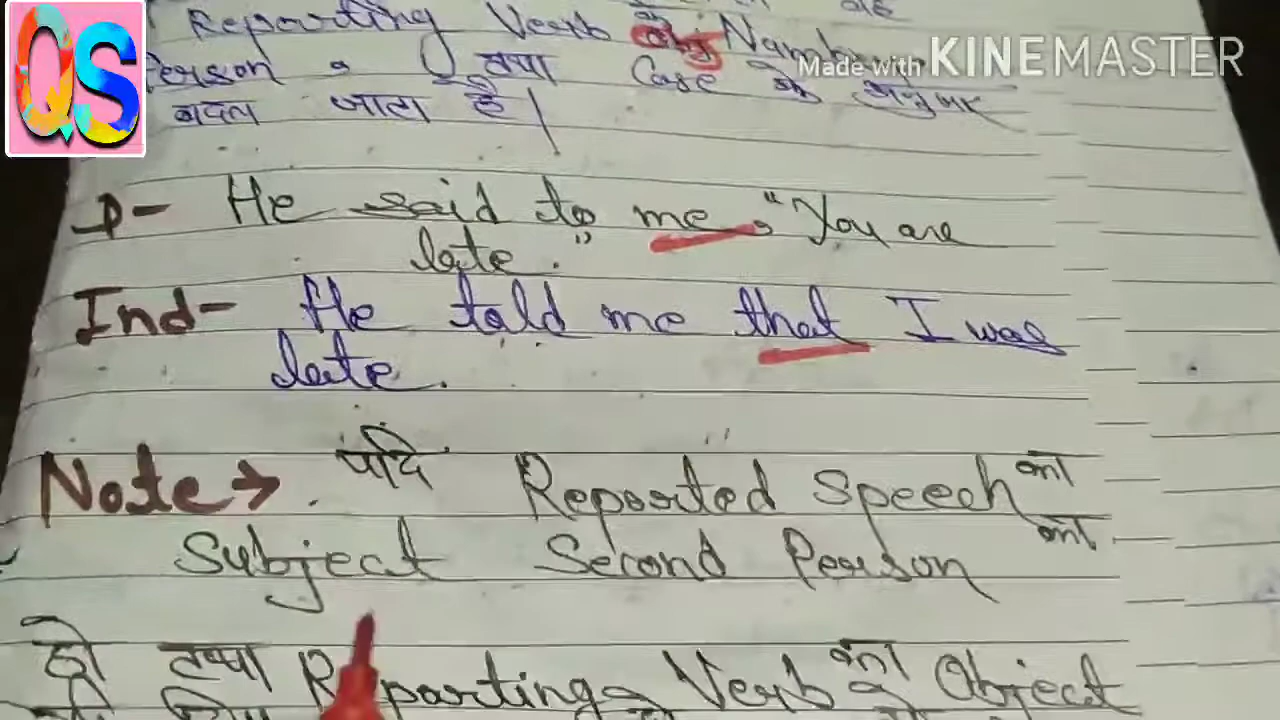 QS
Reporting Verb के Obj
Made with KINEMASTER
Person तथा Case के अनुसार
बदल जाता है।
D- He said to me, "You are
late."
Ind- He told me that I was
late.
Note→ यदि Reported Speech का
Subject Second Person का
हो तथा Reporting Verb का Object